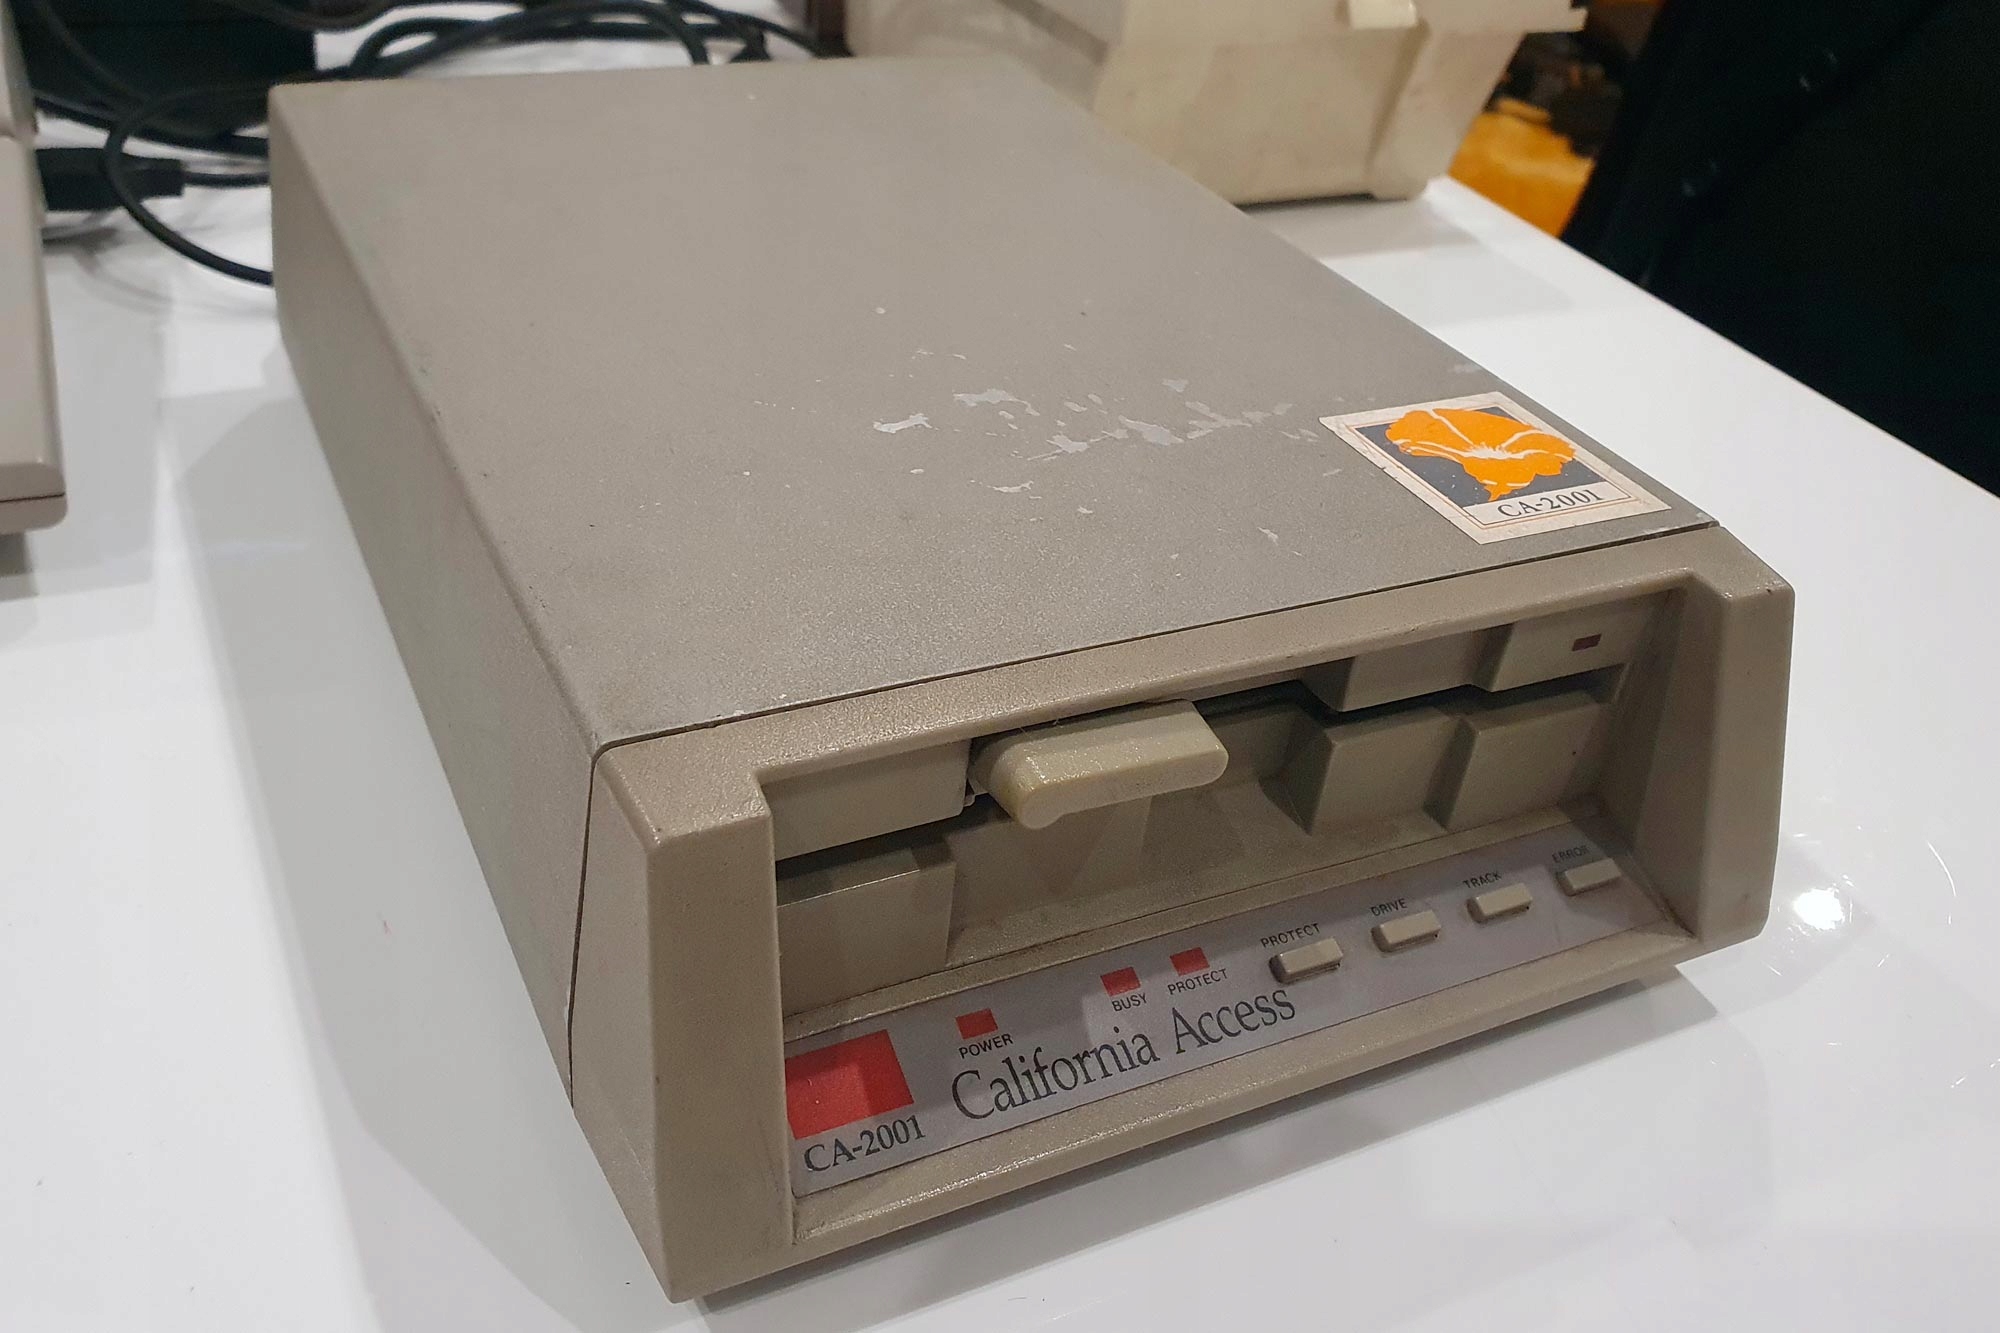 CA-2001
PROTECT
DRIVE
TRACK
ERROR
POWER
BUSY
PROTECT
California Access
CA-2001